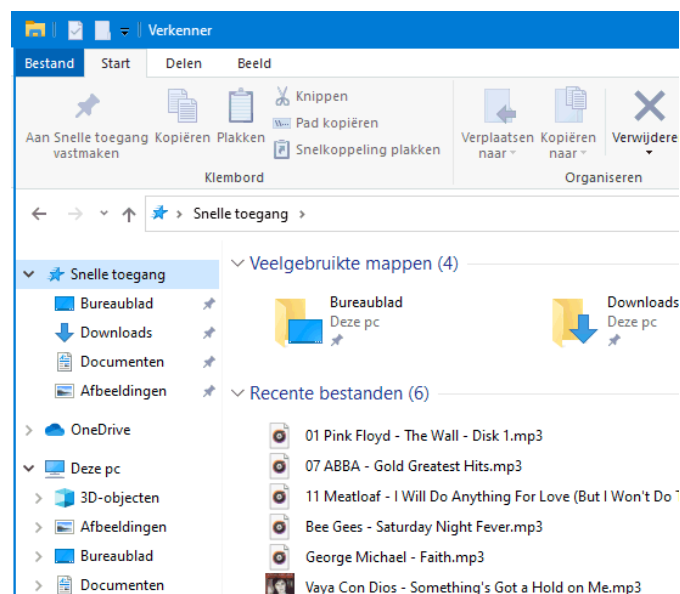 Verkenner
Bestand Start Delen Beeld
Aan Snelle toegang vastmaken
Kopiëren Plakken
Knippen
Pad kopiëren
Snelkoppeling plakken
Klembord
Verplaatsen naar
Kopiëren naar
Verwijdere
Organiseren
Snelle toegang
Snelle toegang
Bureaublad
Downloads
Documenten
Afbeeldingen
OneDrive
Deze pc
3D-objecten
Afbeeldingen
Bureaublad
Documenten
Veelgebruikte mappen (4)
Bureaublad
Deze pc
Downloads
Deze pc
Recente bestanden (6)
01 Pink Floyd - The Wall - Disk 1.mp3
07 ABBA - Gold Greatest Hits.mp3
11 Meatloaf - I Will Do Anything For Love (But I Won't Do T
Bee Gees - Saturday Night Fever.mp3
George Michael - Faith.mp3
Vaya Con Dios - Something's Got a Hold on Me.mp3